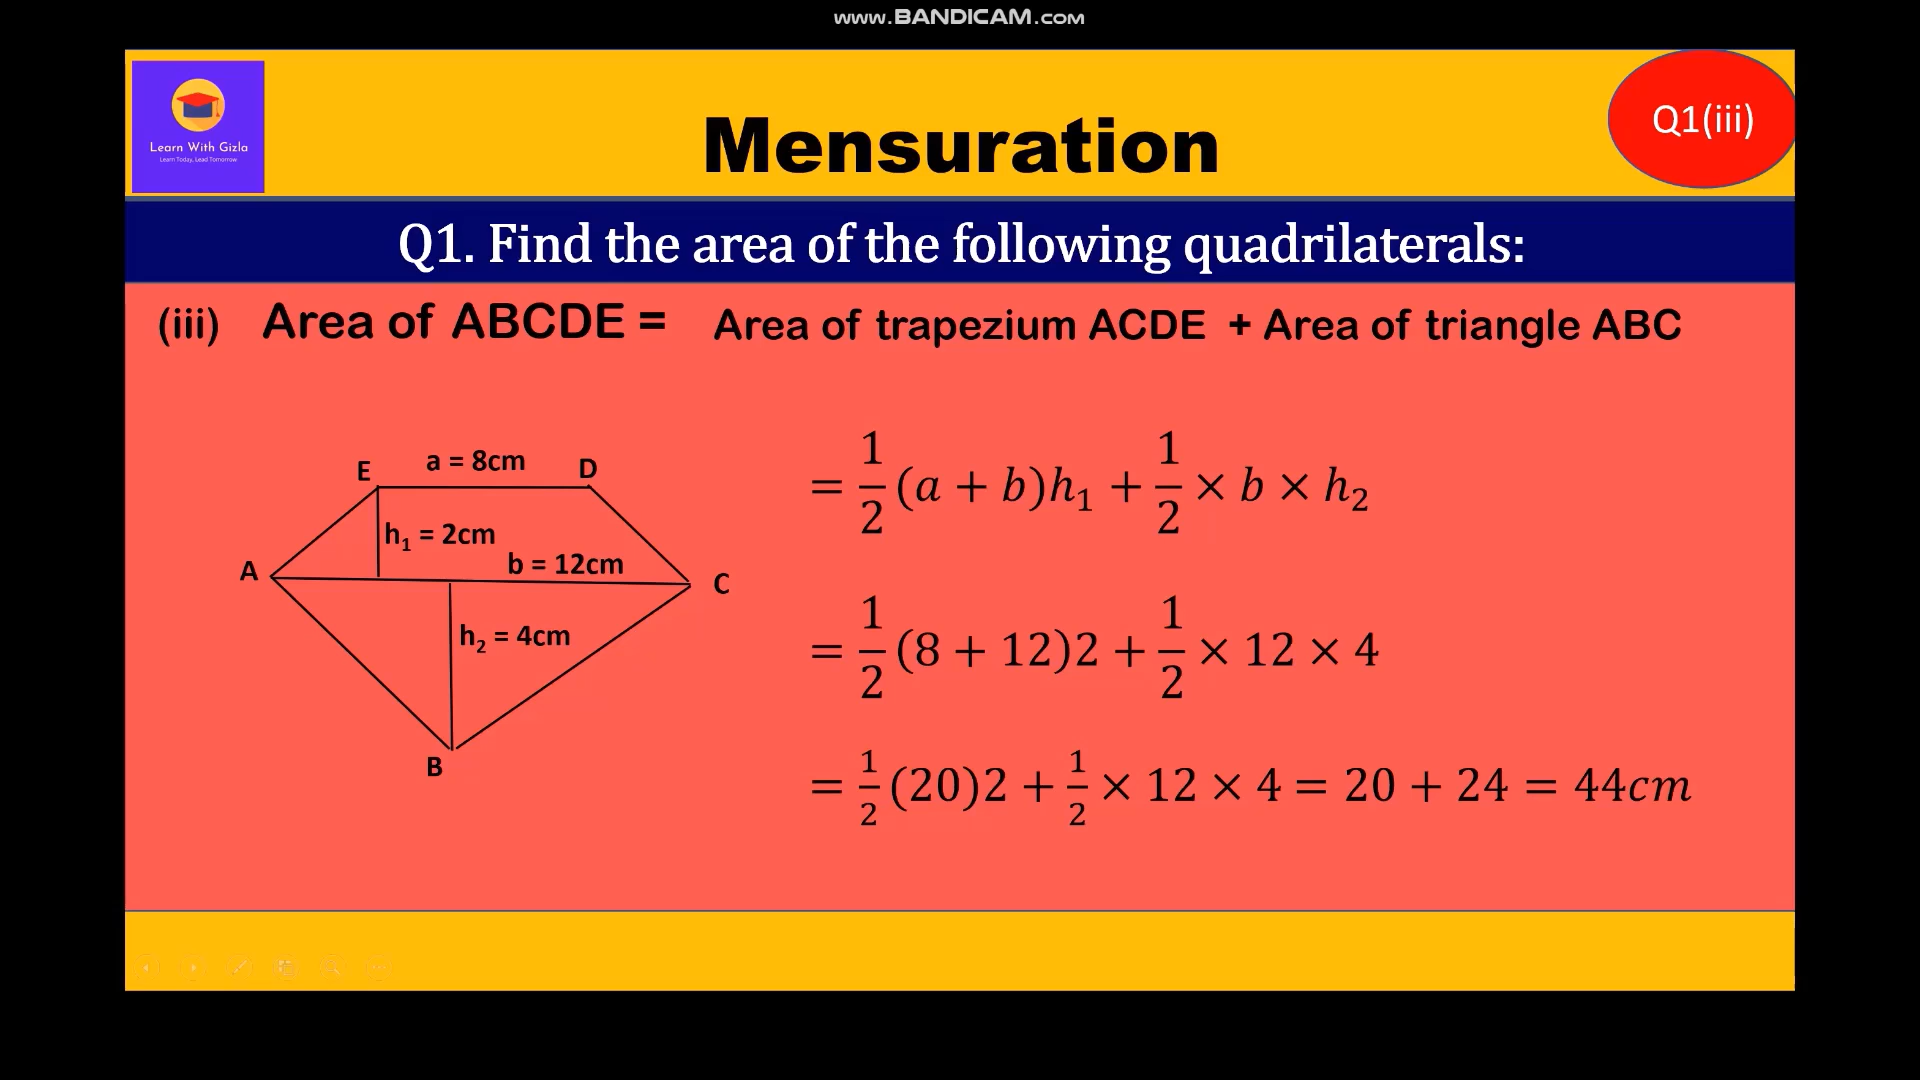 www.BANDICAM.com
Learn With Gizla
Learn Today, Lead Tomorrow
Mensuration
Q1(iii)
Q1. Find the area of the following quadrilaterals:
(iii) Area of ABCDE = Area of trapezium ACDE + Area of triangle ABC
E a = 8cm D
h₁ = 2cm
b = 12cm
A C
h₂ = 4cm
B
= 1/2 (a + b)h₁ + 1/2 × b × h₂
= 1/2 (8 + 12)2 + 1/2 × 12 × 4
= 1/2 (20)2 + 1/2 × 12 × 4 = 20 + 24 = 44cm